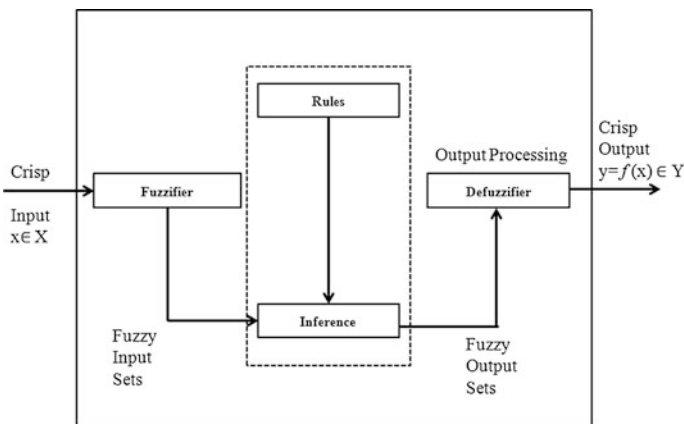 Rules
Crisp
Input
x∈ X
Fuzzifier
Output Processing
Defuzzifier
Crisp
Output
y=f(x) ∈ Y
Inference
Fuzzy
Input
Sets
Fuzzy
Output
Sets